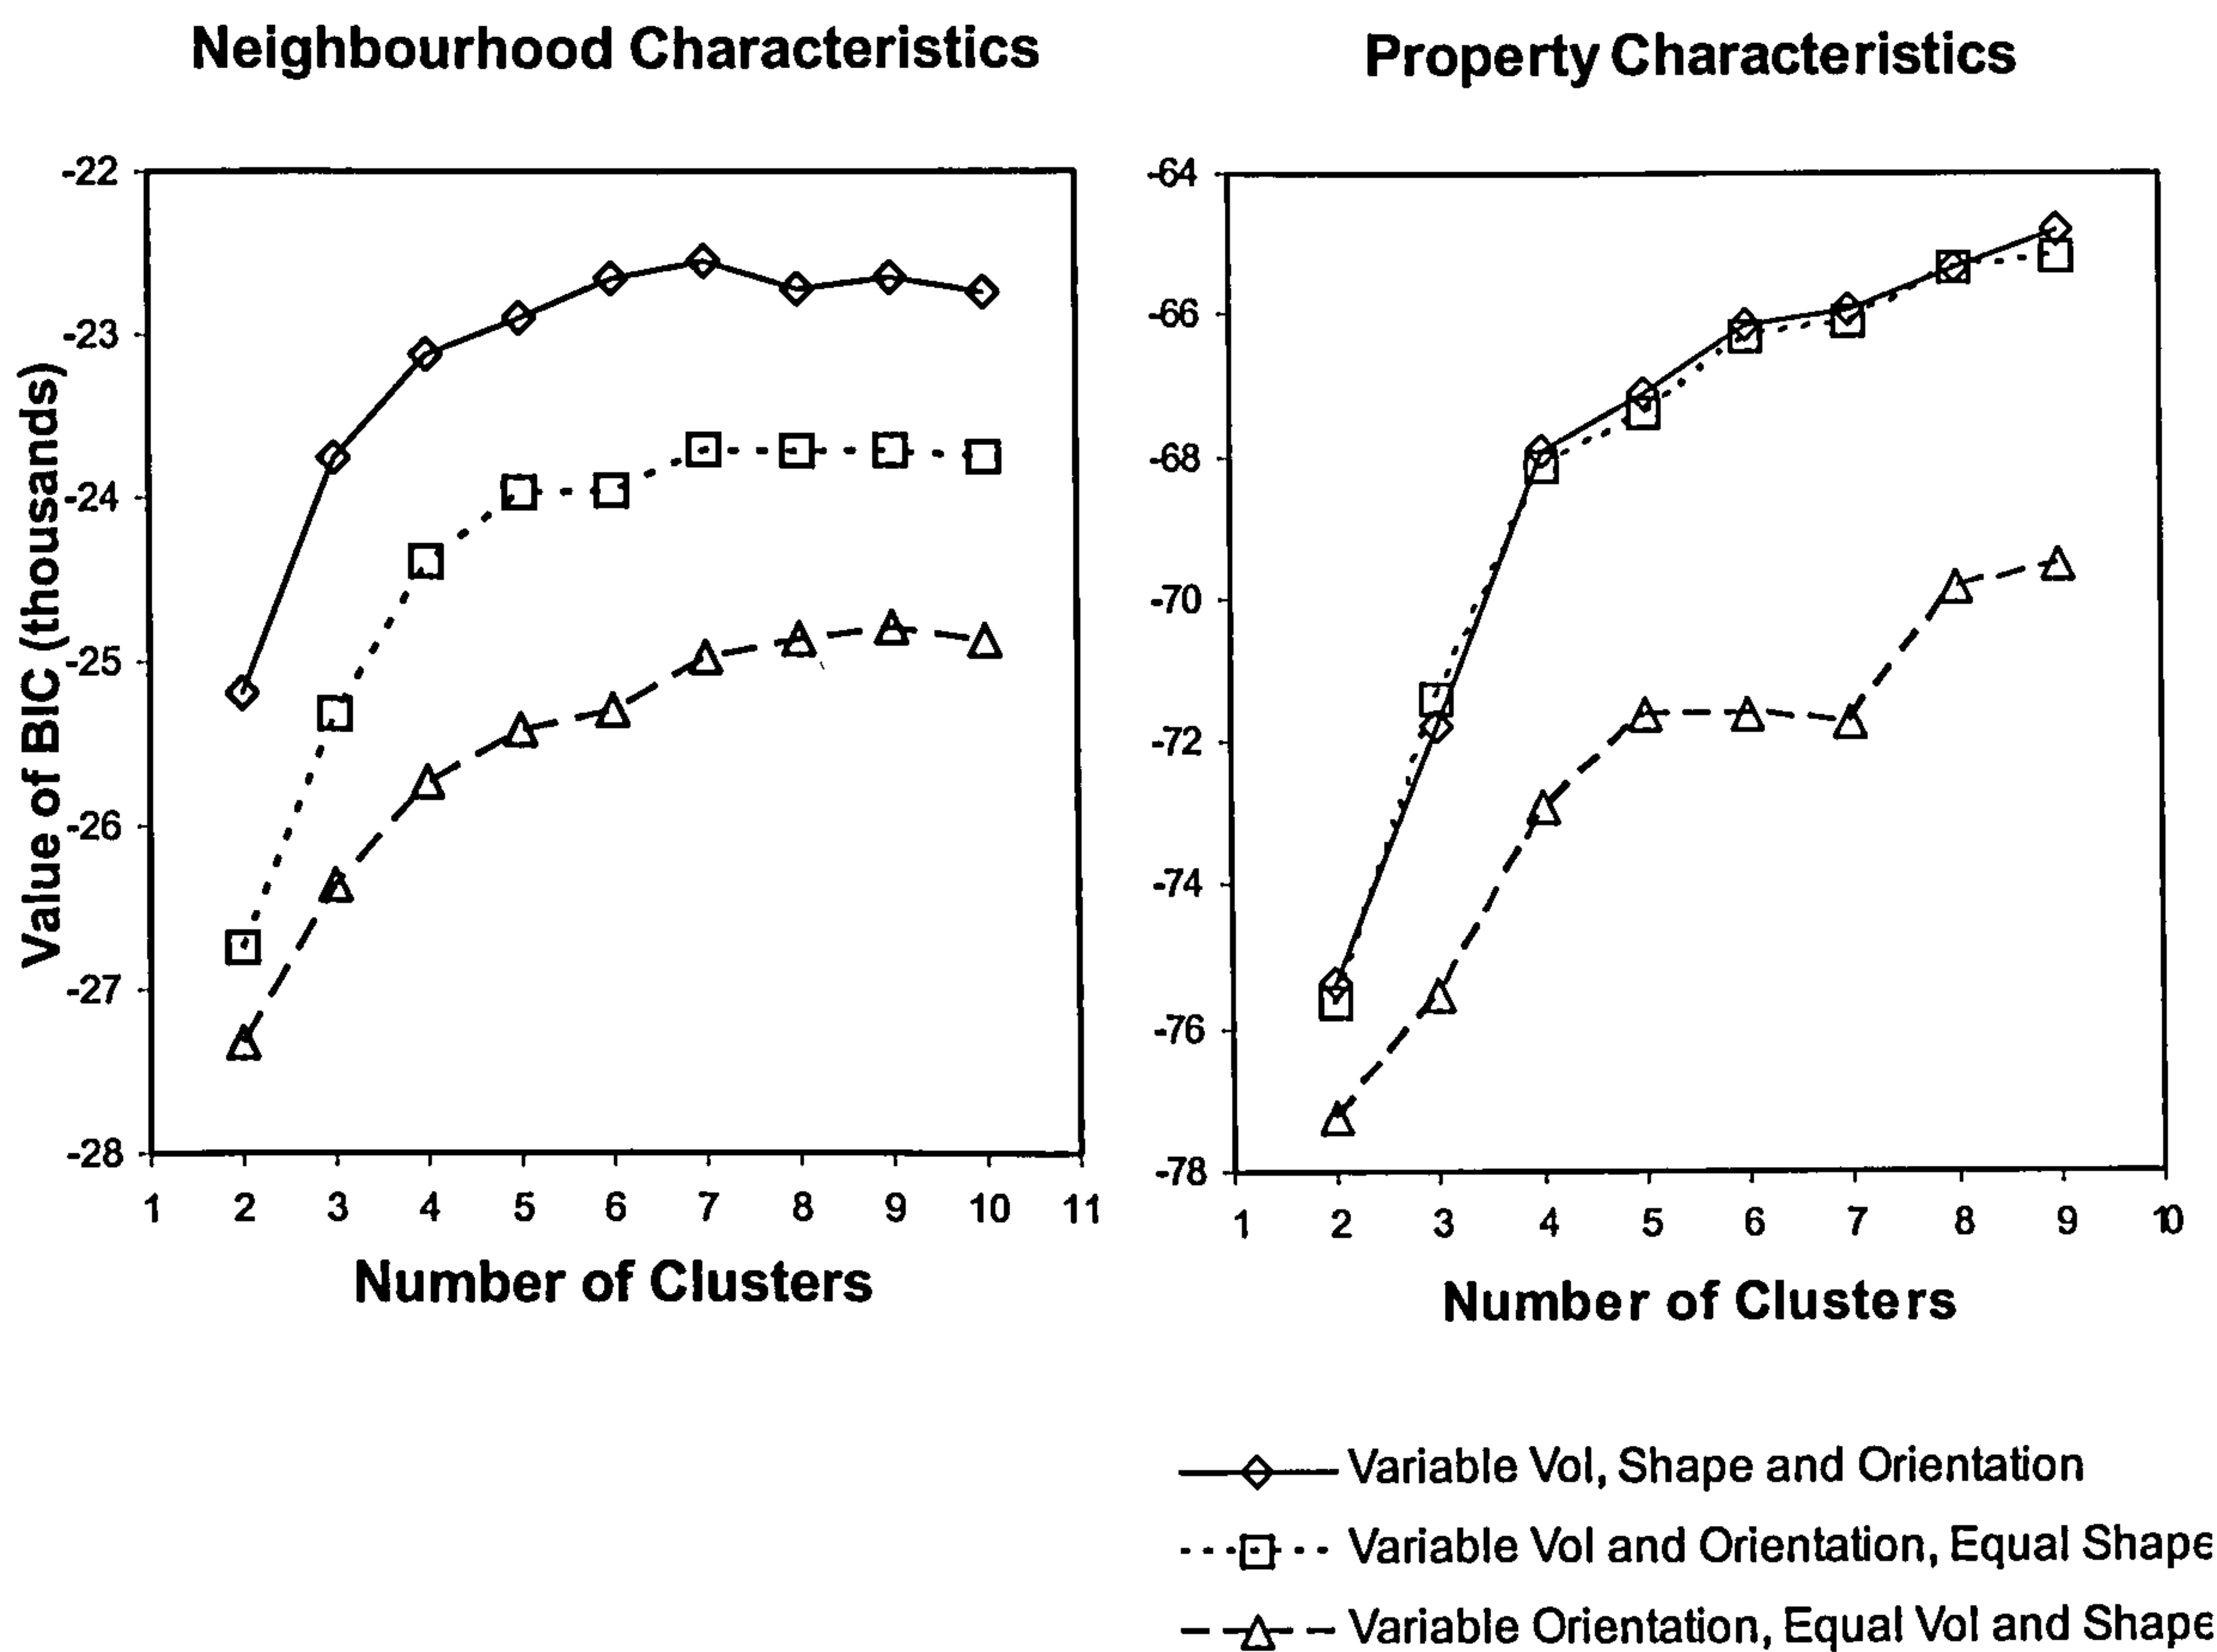 Neighbourhood Characteristics
Value of BIC (thousands)
-22
-23
-24
-25
-26
-27
-28
1 2 3 4 5 6 7 8 9 10 11
Number of Clusters
Property Characteristics
-64
-66
-68
-70
-72
-74
-76
-78
1 2 3 4 5 6 7 8 9 10
Number of Clusters
Variable Vol, Shape and Orientation
Variable Vol and Orientation, Equal Shape
Variable Orientation, Equal Vol and Shape